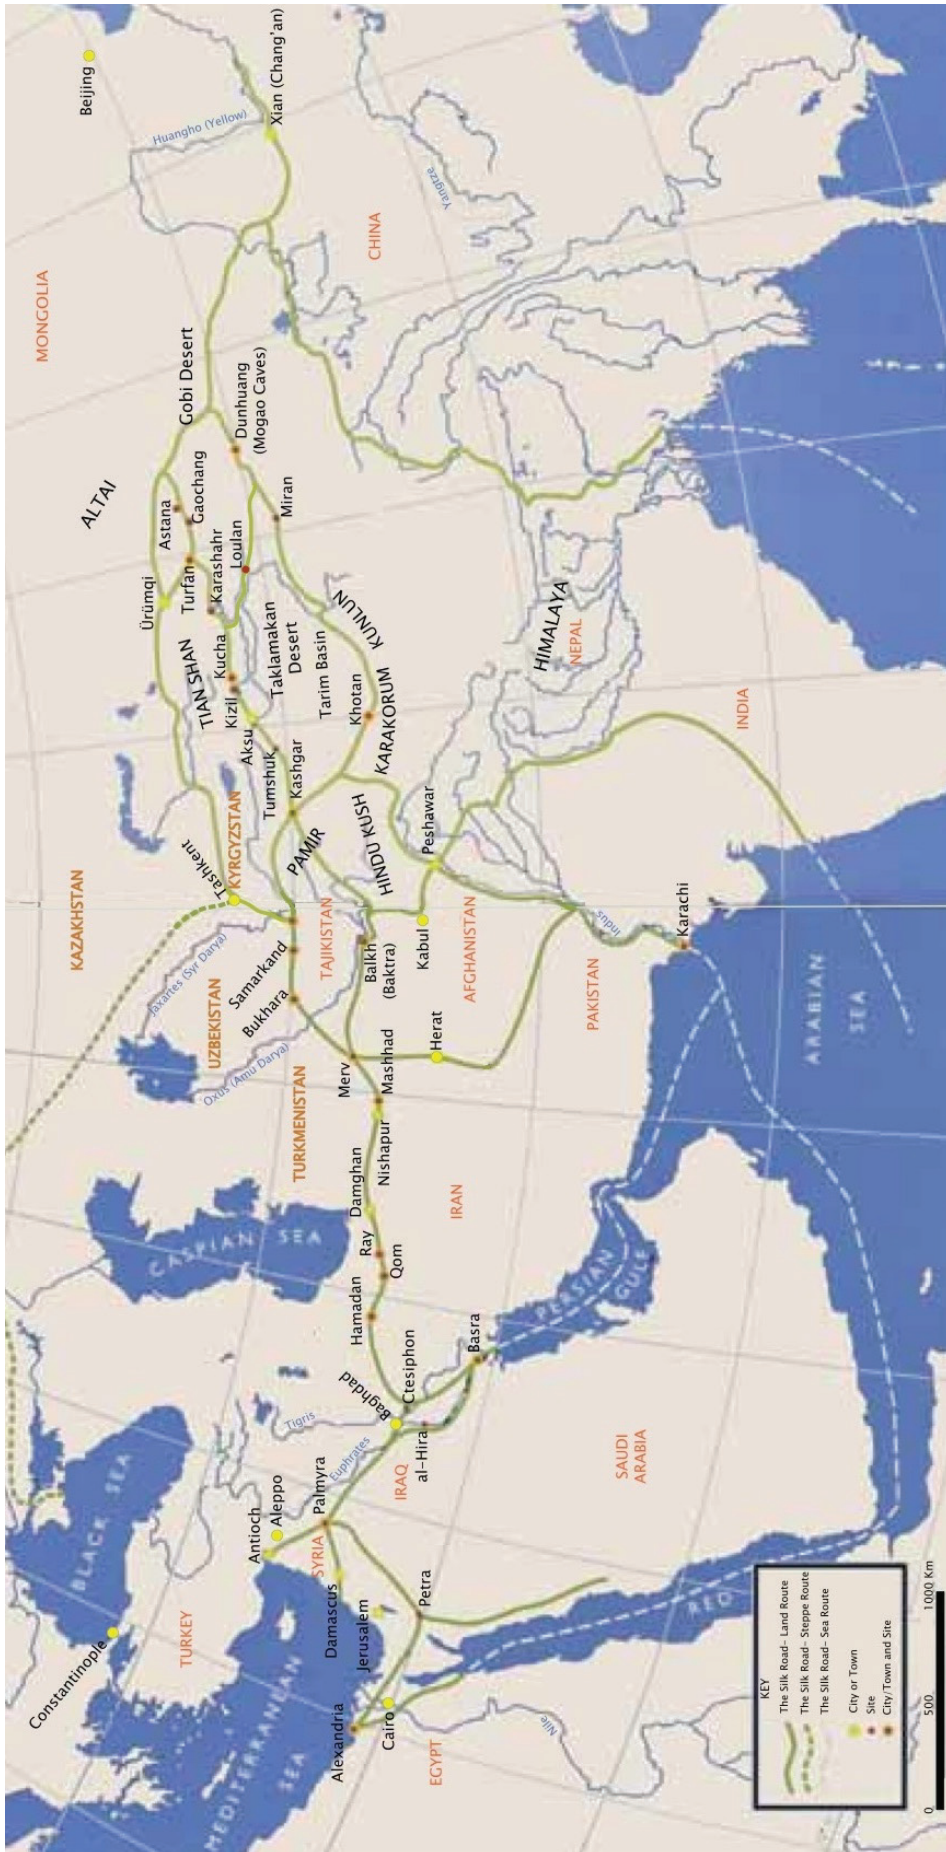 Beijing
Xian (Chang'an)
Huangho (Yellow)
Yangtze
MONGOLIA
CHINA
Gobi Desert
Dunhuang
(Mogao Caves)
ALTAI
Astana
Gaochang
Miran
Loulan
Ürümqi
Turfan
Karashahr
TIAN SHAN
Kucha
Kizil
Aksu
Taklamakan
Desert
Tarim Basin
KUNLUN
Khotan
Tumshuk
Kashgar
KARAKORUM
HIMALAYA
NEPAL
INDIA
KAZAKHSTAN
KYRGYZSTAN
Tashkent
PAMIR
HINDU KUSH
Peshawar
Jaxartes (Syr Darya)
Samarkand
TAJIKISTAN
Balkh
(Baktra)
Kabul
AFGHANISTAN
Indus
Karachi
PAKISTAN
ARABIAN
SEA
UZBEKISTAN
Bukhara
Oxus (Amu Darya)
TURKMENISTAN
Merv
Mashhad
Herat
Nishapur
Damghan
IRAN
CASPIAN SEA
Ray
Qom
Hamadan
PERSIAN
GULF
Basra
Ctesiphon
Baghdad
Tigris
Euphrates
al-Hira
IRAQ
SAUDI
ARABIA
BLACK SEA
Antioch
Aleppo
Palmyra
SYRIA
Damascus
Jerusalem
Petra
RED
TURKEY
Constantinople
MEDITERRANEAN
SEA
Alexandria
Cairo
EGYPT
Nile
KEY
The Silk Road- Land Route
The Silk Road- Steppe Route
The Silk Road- Sea Route
City or Town
Site
City/Town and Site
0 500 1000 Km